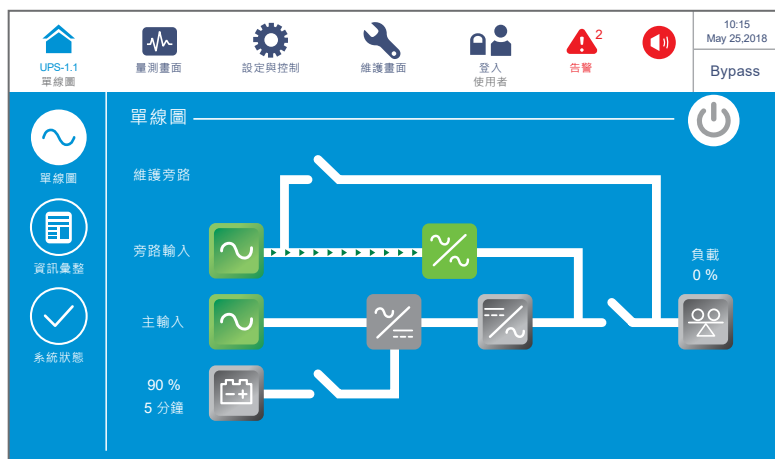 UPS-1.1
單線圖
量測畫面
設定與控制
維護畫面
登入
使用者
2
告警
10:15
May 25,2018
Bypass
單線圖
資訊彙整
系統狀態
單線圖
維護旁路
旁路輸入
主輸入
90 %
5 分鐘
負載
0 %